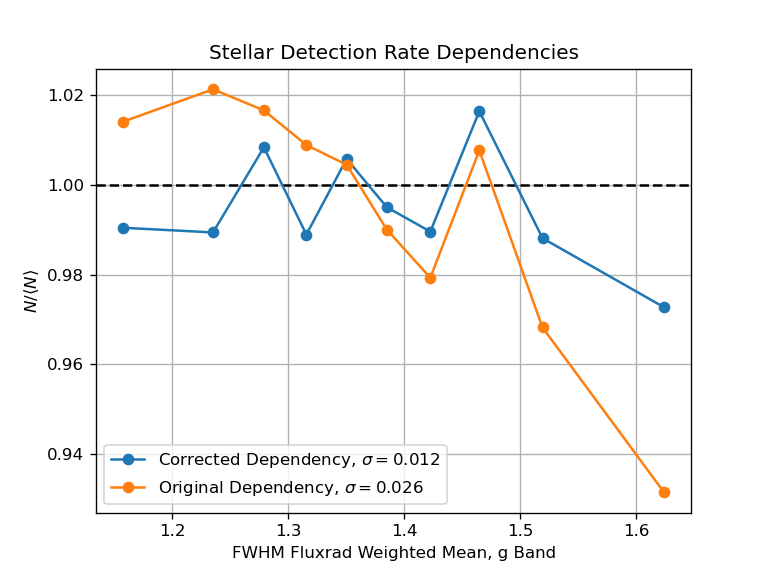 Stellar Detection Rate Dependencies
1.02
1.00
0.98
0.96
0.94
N/⟨N⟩
Corrected Dependency, σ = 0.012
Original Dependency, σ = 0.026
1.2 1.3 1.4 1.5 1.6
FWHM Fluxrad Weighted Mean, g Band